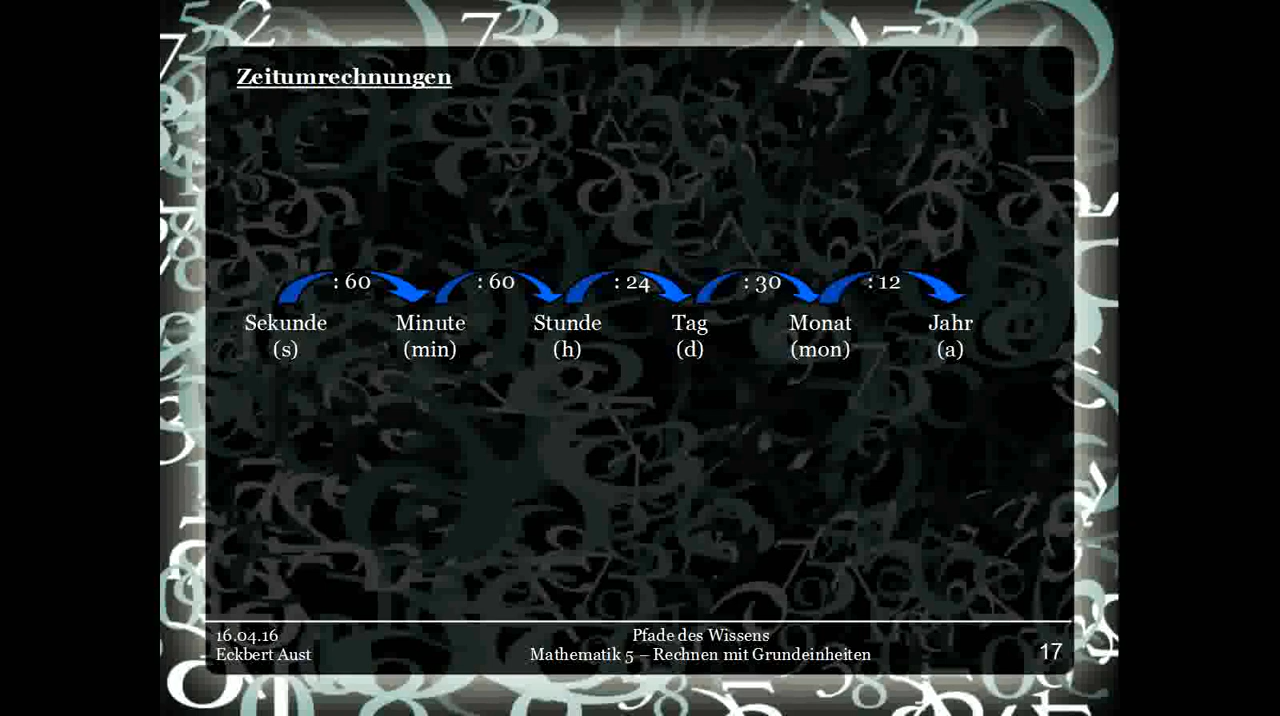 Zeitumrechnungen
: 60 : 60 : 24 : 30 : 12
Sekunde Minute Stunde Tag Monat Jahr
(s) (min) (h) (d) (mon) (a)
16.04.16 Pfade des Wissens
Eckbert Aust Mathematik 5 – Rechnen mit Grundeinheiten 17